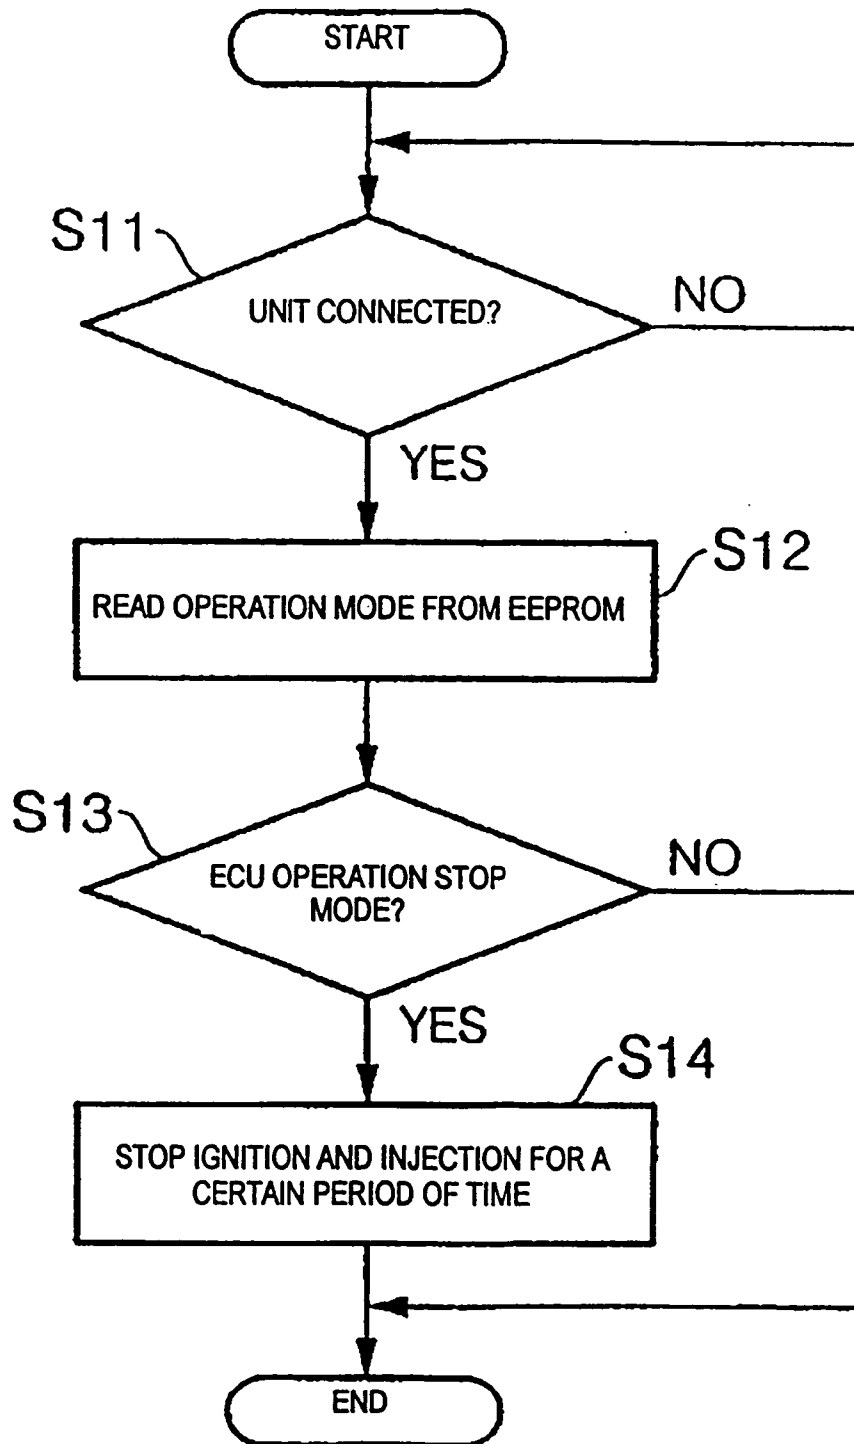 START
S11
UNIT CONNECTED?
NO
YES
S12
READ OPERATION MODE FROM EEPROM
S13
ECU OPERATION STOP
MODE?
NO
YES
S14
STOP IGNITION AND INJECTION FOR A
CERTAIN PERIOD OF TIME
END